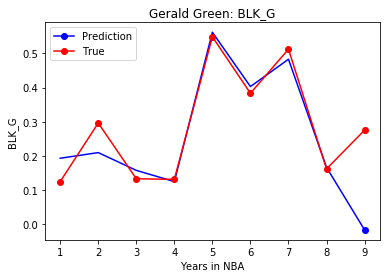 Gerald Green: BLK_G
Prediction
True
BLK_G
0.5
0.4
0.3
0.2
0.1
0.0
1 2 3 4 5 6 7 8 9
Years in NBA